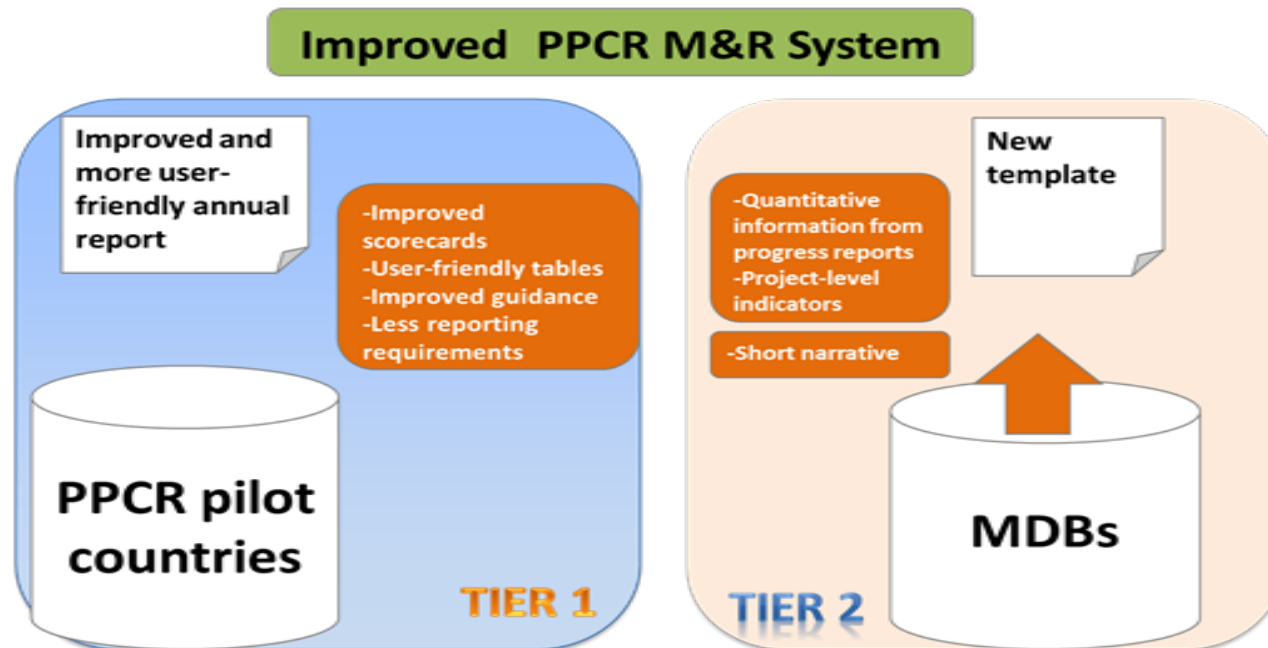 Improved  PPCR M&R System
Improved and
more user-
friendly annual
report
-Improved
scorecards
-User-friendly tables
-Improved guidance
-Less reporting
requirements
PPCR pilot
countries
TIER 1
New
template
-Quantitative
information from
progress reports
-Project-level
indicators
-Short narrative
MDBs
TIER 2